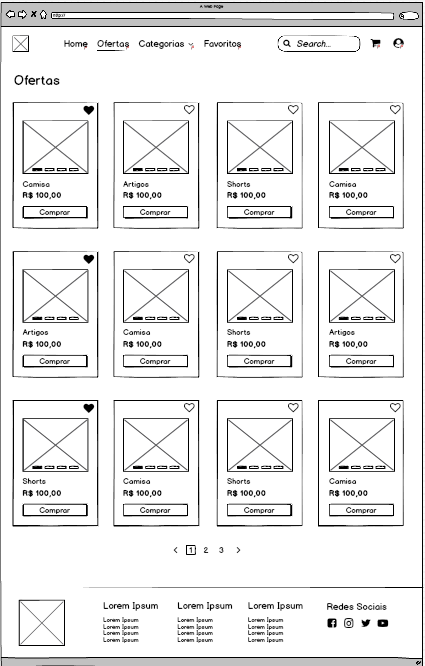 A Web Page
http://
Home Ofertas Categorias Favoritos Search...
Ofertas
Camisa Artigos Shorts Camisa
R$ 100,00 R$ 100,00 R$ 100,00 R$ 100,00
Comprar Comprar Comprar Comprar
Artigos Camisa Shorts Artigos
R$ 100,00 R$ 100,00 R$ 100,00 R$ 100,00
Comprar Comprar Comprar Comprar
Shorts Camisa Shorts Camisa
R$ 100,00 R$ 100,00 R$ 100,00 R$ 100,00
Comprar Comprar Comprar Comprar
1 2 3
Lorem Ipsum Lorem Ipsum Lorem Ipsum Redes Sociais
Lorem Ipsum Lorem Ipsum Lorem Ipsum
Lorem Ipsum Lorem Ipsum Lorem Ipsum
Lorem Ipsum Lorem Ipsum Lorem Ipsum
Lorem Ipsum Lorem Ipsum Lorem Ipsum